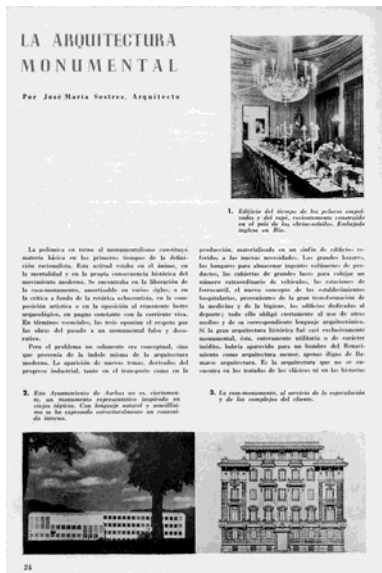 LA ARQUITECTURA
MONUMENTAL
Por José María Sostres, Arquitecto
1. Edificio del tiempo de las pelucas empol-
vadas y del rapé, recientemente construido
en el país de los «brise-soleils». Embajada
inglesa en Río.
La polémica en torno al monumentalismo constituyó
materia básica en los primeros tiempos de la defini-
ción racionalista. Esta actitud estaba en el ánimo, en
la mentalidad y en la propia consecuencia histórica del
movimiento moderno. Se encontraba en la liberación de
la casa-monumento, amortizable en varios siglos, o en
la crítica a fondo de la retórica ochocentista, en la com-
posición artística o en la oposición al remanente
arqueológico, en pugna constante con la corriente viva.
En términos esenciales, las tesis oponían el respeto por
las obras del pasado a un monumental falso y deco-
rativo.
Pero el problema no solamente era conceptual, sino
que provenía de la índole misma de la arquitectura
moderna. La aparición de nuevos temas, derivados del
progreso industrial, tanto en el transporte como en la
producción, materializada en un sinfín de edificios re-
feridos a las nuevas necesidades. Los grandes bazares,
los hangares para almacenar ingentes volúmenes de pro-
ductos, las cubiertas de grandes luces para cobijar un
número extraordinario de vehículos, las estaciones de
ferrocarril, el nuevo concepto de los establecimientos
hospitalarios, provenientes de la gran transformación de
la medicina y de la higiene, los edificios dedicados al
deporte; todo ello obligó ciertamente al uso de otros
medios y de su correspondiente lenguaje arquitectónico.
Si la gran arquitectura histórica fué casi exclusivamente
monumental, ésta, enteramente utilitaria o de carácter
inédito, habría aparecido para un hombre del Renaci-
miento como arquitectura menor, apenas digna de lla-
marse arquitectura. Es la arquitectura que no se en-
cuentra en los tratados de los clásicos ni en las historias
2. Este Ayuntamiento de Aarhus no es, ciertamen-
te, un monumento representativo inspirado en
viejos tópicos. Con lenguaje natural y sencillísi-
mo se ha expresado estructuralmente un conteni-
do interno.
3. La casa-monumento, al servicio de la especulación
y de los complejos del cliente.
24